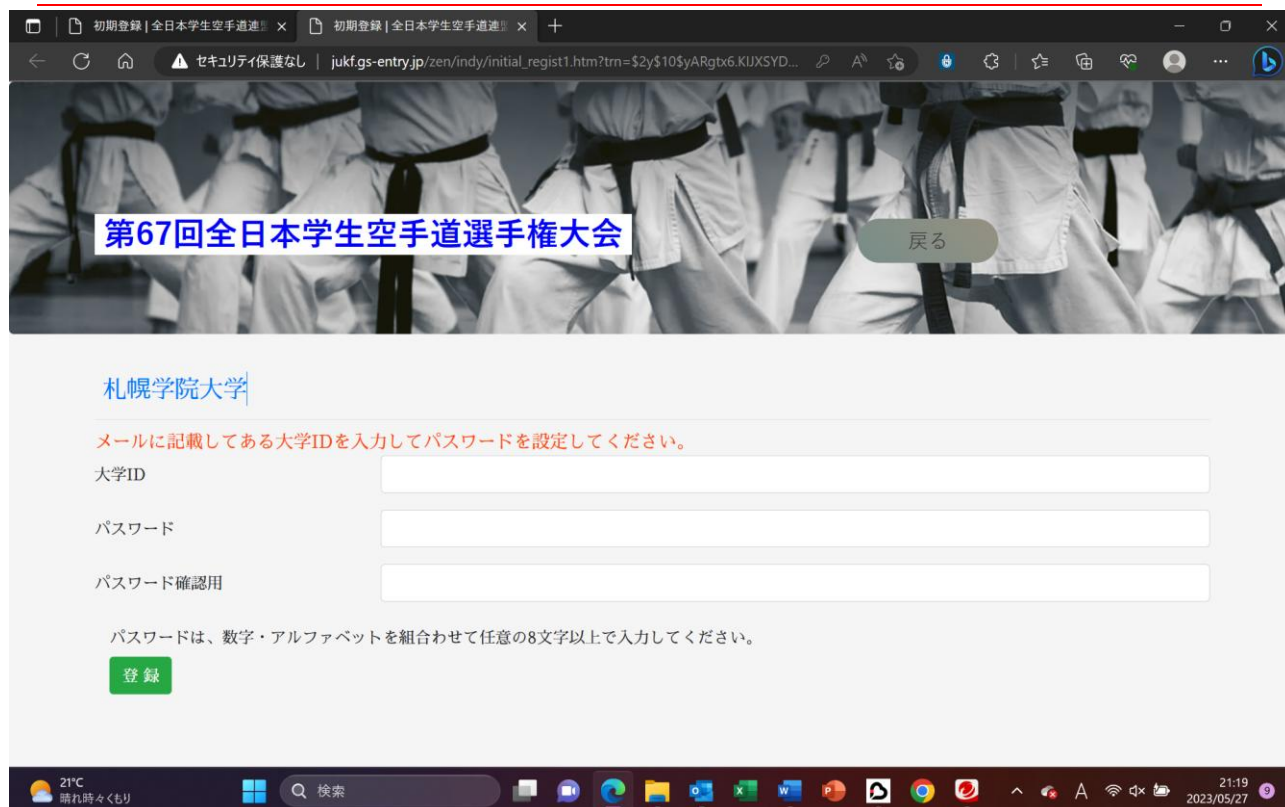 初期登録 | 全日本学生空手道連盟
初期登録 | 全日本学生空手道連盟
セキュリティ保護なし | jukf.gs-entry.jp/zen/indy/initial_regist1.htm?trn=$2y$10$yARgtx6.KIJXSYD...
第67回全日本学生空手道選手権大会
戻る
札幌学院大学
メールに記載してある大学IDを入力してパスワードを設定してください。
大学ID
パスワード
パスワード確認用
パスワードは、数字・アルファベットを組合わせて任意の8文字以上で入力してください。
登 録
21°C
晴れ時々くもり
検索
A
21:19
2023/05/27
9